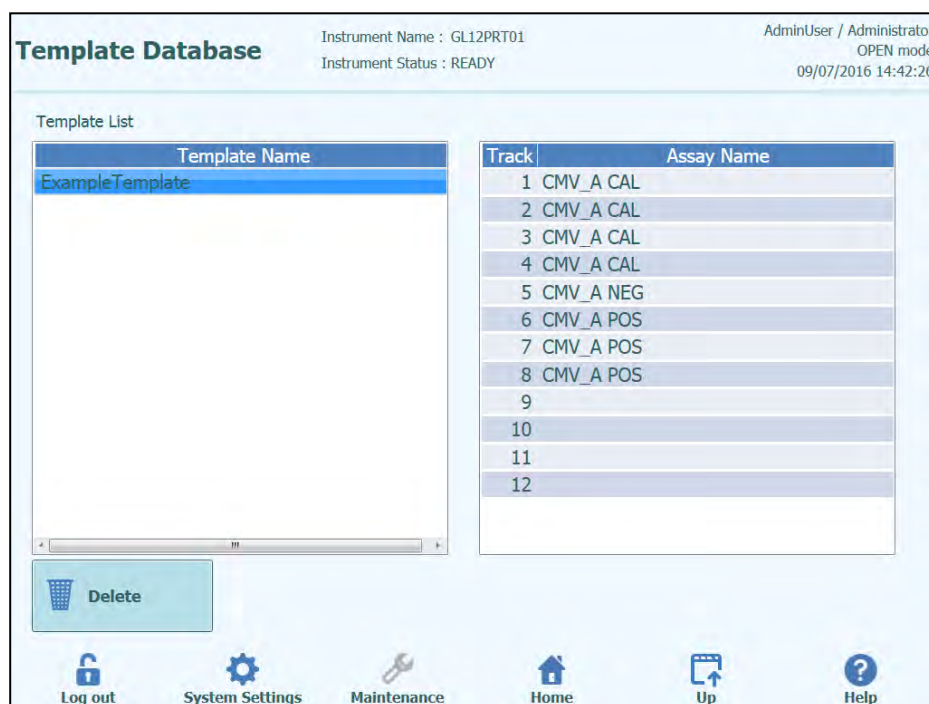 Template Database
Instrument Name : GL12PRT01
Instrument Status : READY
AdminUser / Administrato
OPEN mode
09/07/2016 14:42:26
Template List
Template Name
ExampleTemplate
Track Assay Name
1 CMV_A CAL
2 CMV_A CAL
3 CMV_A CAL
4 CMV_A CAL
5 CMV_A NEG
6 CMV_A POS
7 CMV_A POS
8 CMV_A POS
9
10
11
12
Delete
Log out System Settings Maintenance Home Up Help